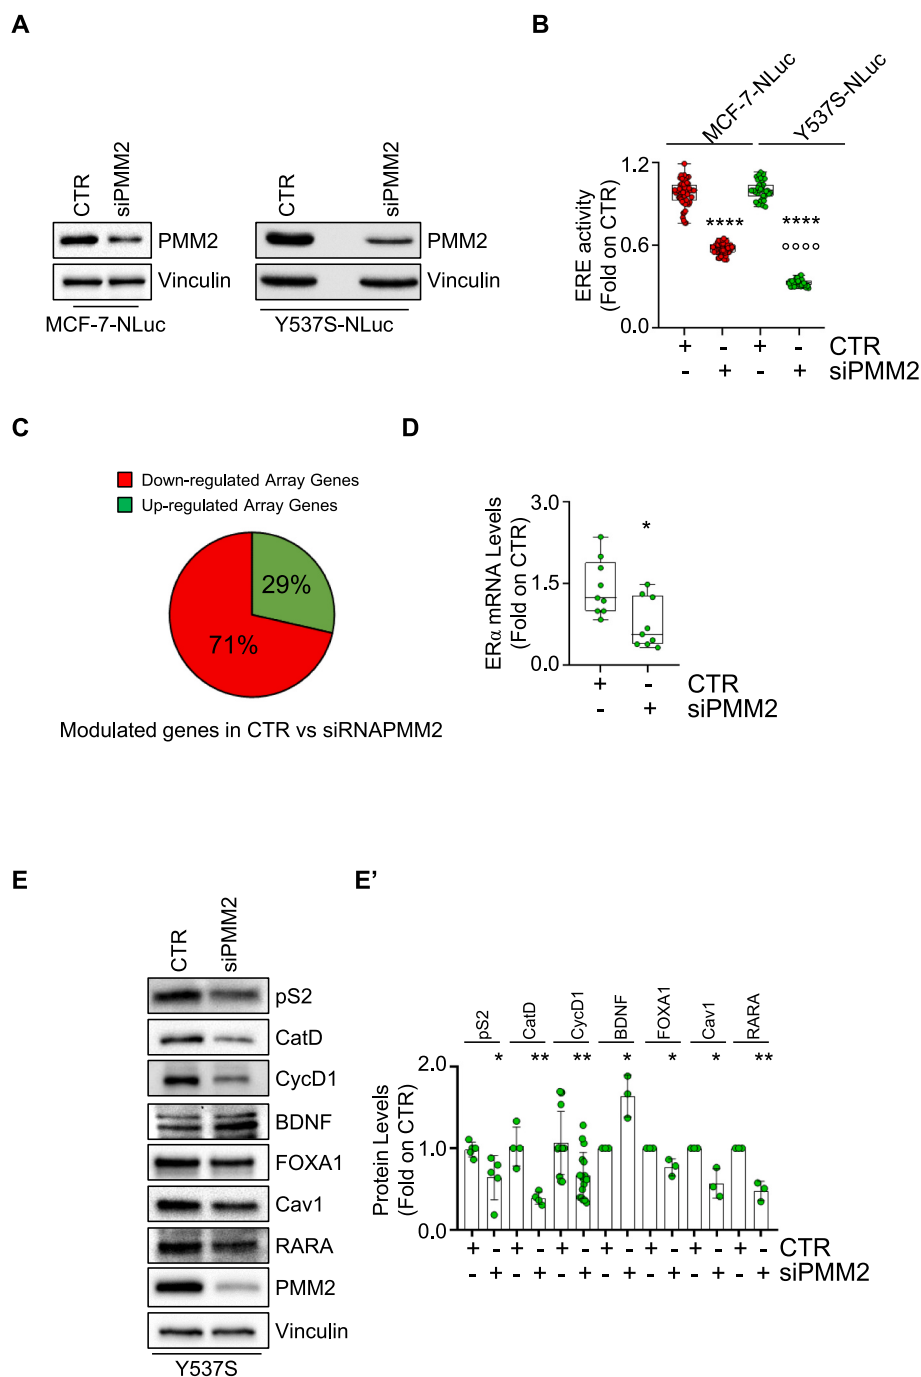 A
CTR
siPMM2
PMM2
Vinculin
MCF-7-NLuc
CTR
siPMM2
PMM2
Vinculin
Y537S-NLuc
B
MCF-7-NLuc
Y537S-NLuc
ERE activity
(Fold on CTR)
1.2
0.6
0.0
****
****
°°°°
+ - + - CTR
- + - + siPMM2
C
Down-regulated Array Genes
Up-regulated Array Genes
29%
71%
Modulated genes in CTR vs siRNAPMM2
D
ERα mRNA Levels
(Fold on CTR)
3.0
1.5
0.0
*
+ - CTR
- + siPMM2
E
CTR
siPMM2
pS2
CatD
CycD1
BDNF
FOXA1
Cav1
RARA
PMM2
Vinculin
Y537S
E'
pS2
CatD
CycD1
BDNF
FOXA1
Cav1
RARA
* ** ** * * * **
Protein Levels
(Fold on CTR)
2.0
1.0
0.0
+ - + - + - + - + - + - + - CTR
- + - + - + - + - + - + - + siPMM2